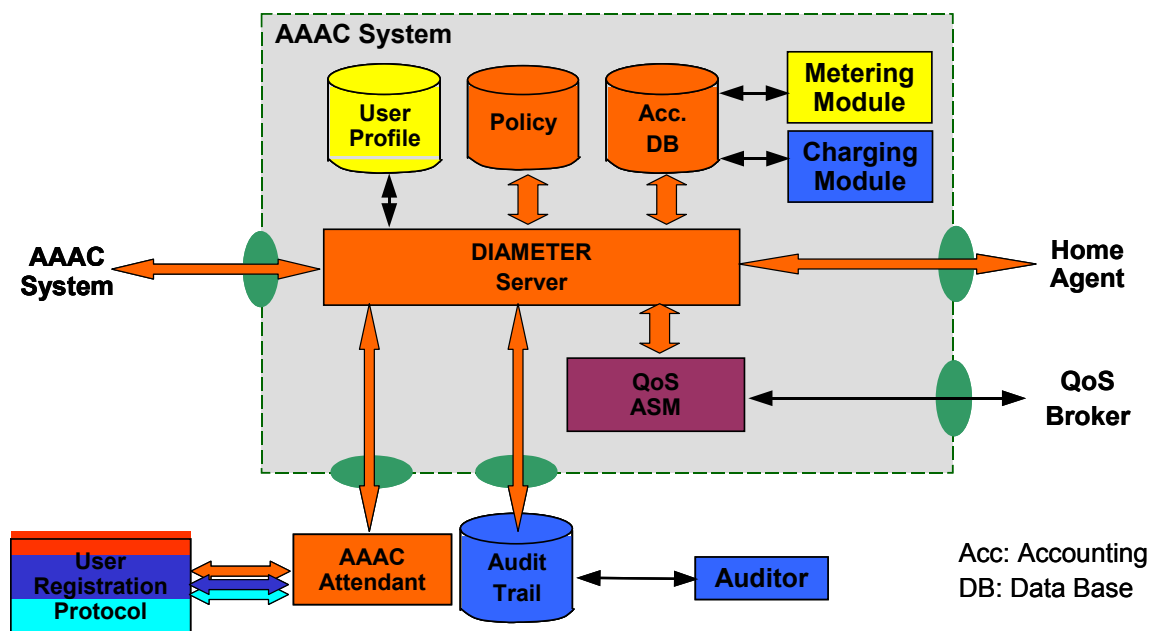 AAAC System
User
Profile
Policy
Acc.
DB
Metering
Module
Charging
Module
AAAC
System
DIAMETER
Server
Home
Agent
QoS
ASM
QoS
Broker
User
Registration
Protocol
AAAC
Attendant
Audit
Trail
Auditor
Acc: Accounting
DB: Data Base